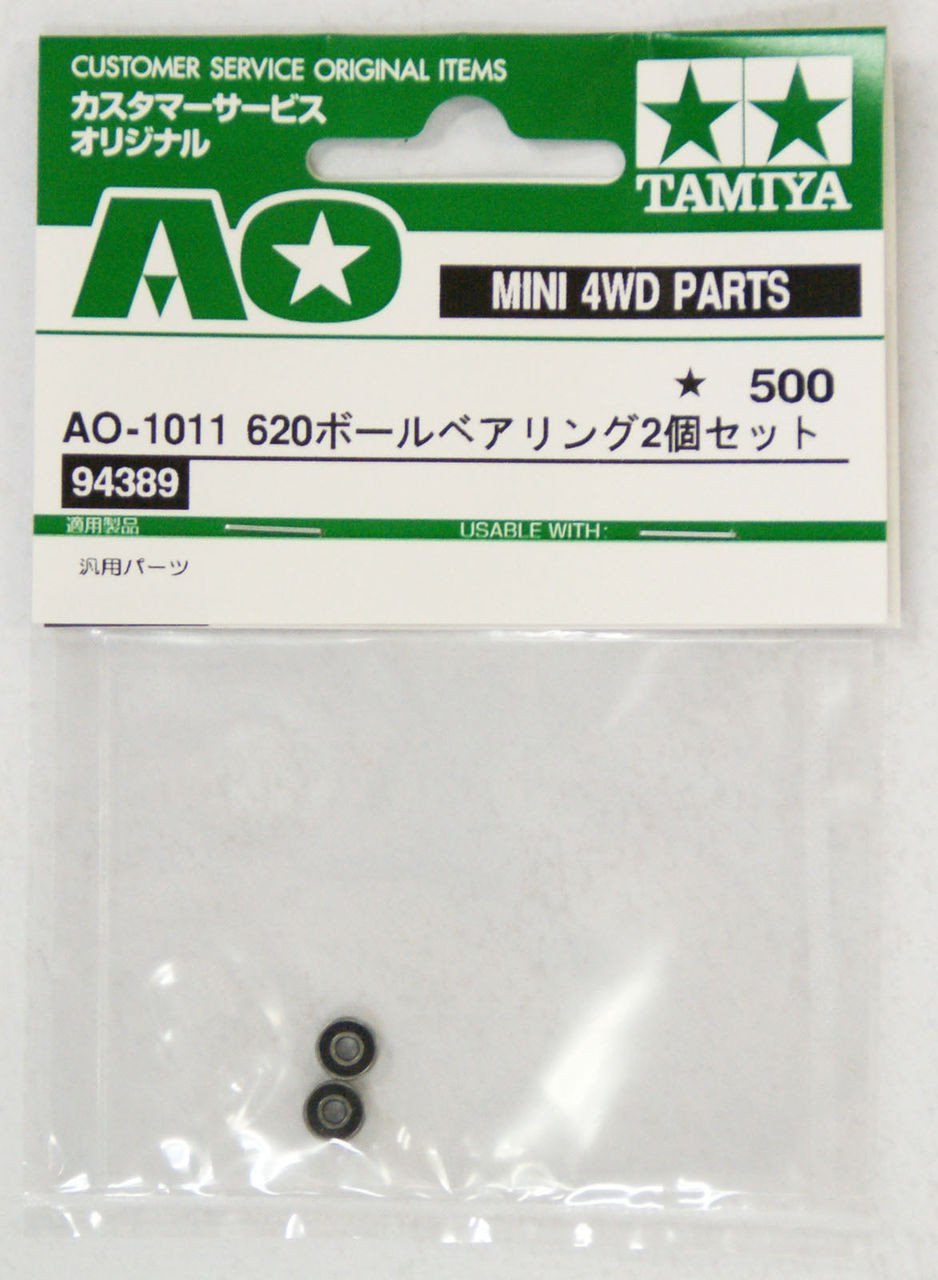 CUSTOMER SERVICE ORIGINAL ITEMS
カスタマーサービス
オリジナル
TAMIYA
AO
MINI 4WD PARTS
★ 500
AO-1011 620ボールベアリング2個セット
94389
適用製品 USABLE WITH:
汎用パーツ